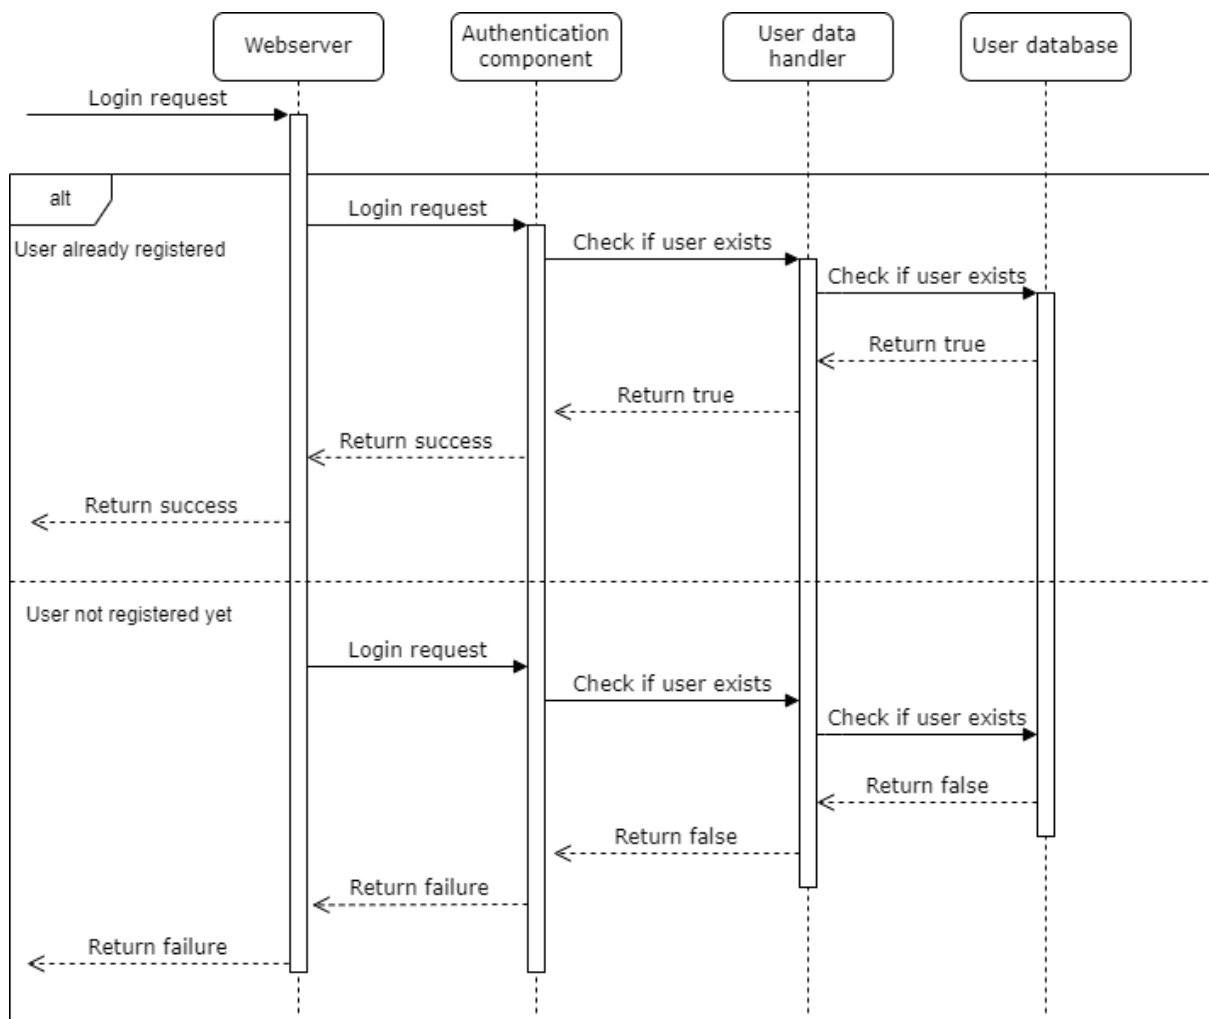 Webserver
Authentication
component
User data
handler
User database
Login request
alt
Login request
User already registered
Check if user exists
Check if user exists
Return true
Return true
Return success
Return success
User not registered yet
Login request
Check if user exists
Check if user exists
Return false
Return false
Return failure
Return failure